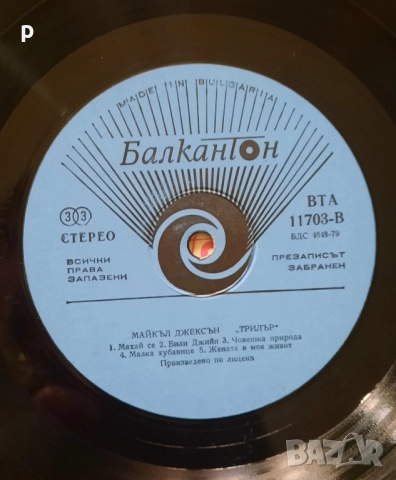 p
MADE IN BULGARIA
Балкантон
33
СТЕРЕО
ВТА
11703-В
БДС 4548-79
ВСИЧКИ
ПРАВА
ЗАПАЗЕНИ
ПРЕЗАПИСЪТ
ЗАБРАНЕН
МАЙКЪЛ ДЖЕКСЪН „ТРИЛЪР“
1. Махай се 2. Били Джийн 3. Човешка природа
4. Малка хубавице 5. Жената в моя живот
Произведено по лиценз
BAZAR